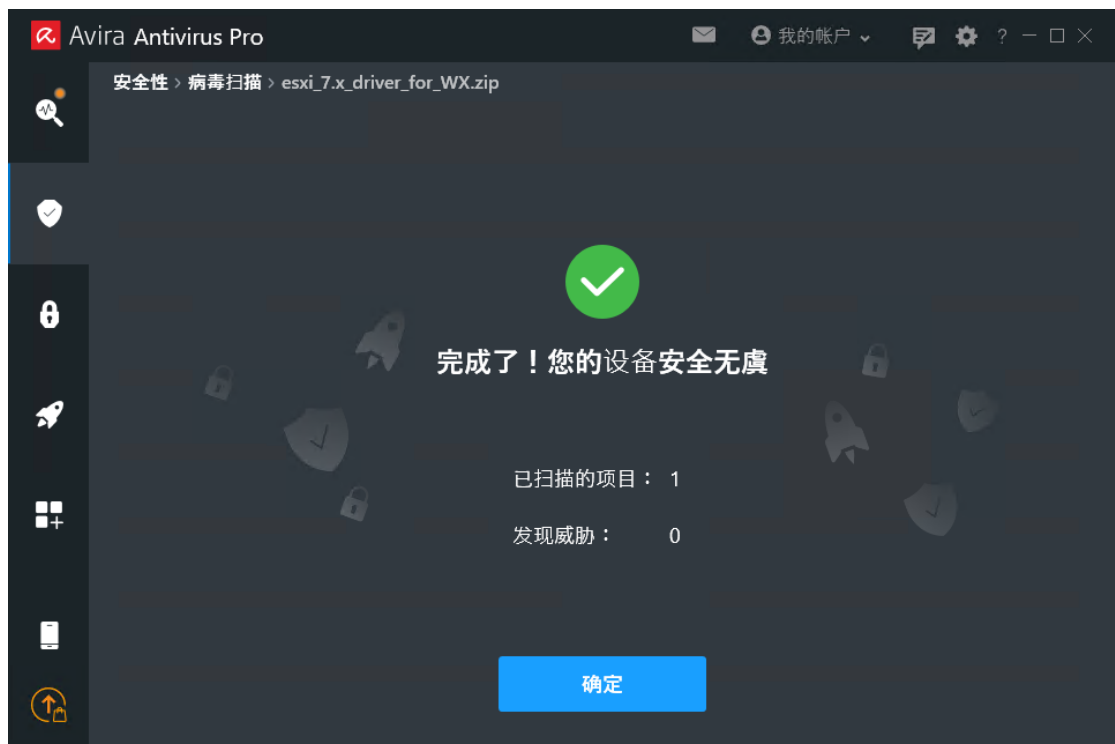 Avira Antivirus Pro
我的帐户
?
安全性 > 病毒扫描 > esxi_7.x_driver_for_WX.zip
完成了！您的设备安全无虞
已扫描的项目： 1
发现威胁： 0
确定